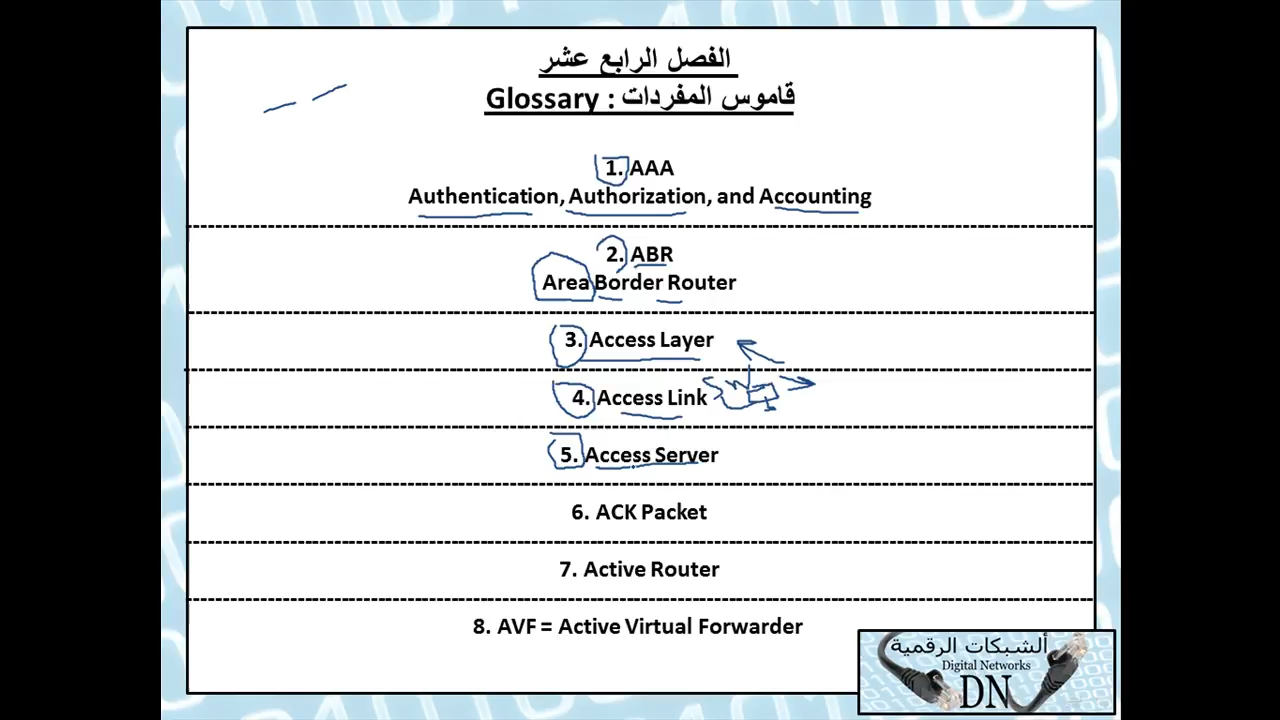 الفصل الرابع عشر
Glossary : قاموس المفردات
1. AAA
Authentication, Authorization, and Accounting
2. ABR
Area Border Router
3. Access Layer
4. Access Link
5. Access Server
6. ACK Packet
7. Active Router
8. AVF = Active Virtual Forwarder
ألشبكات الرقمية
Digital Networks
DN